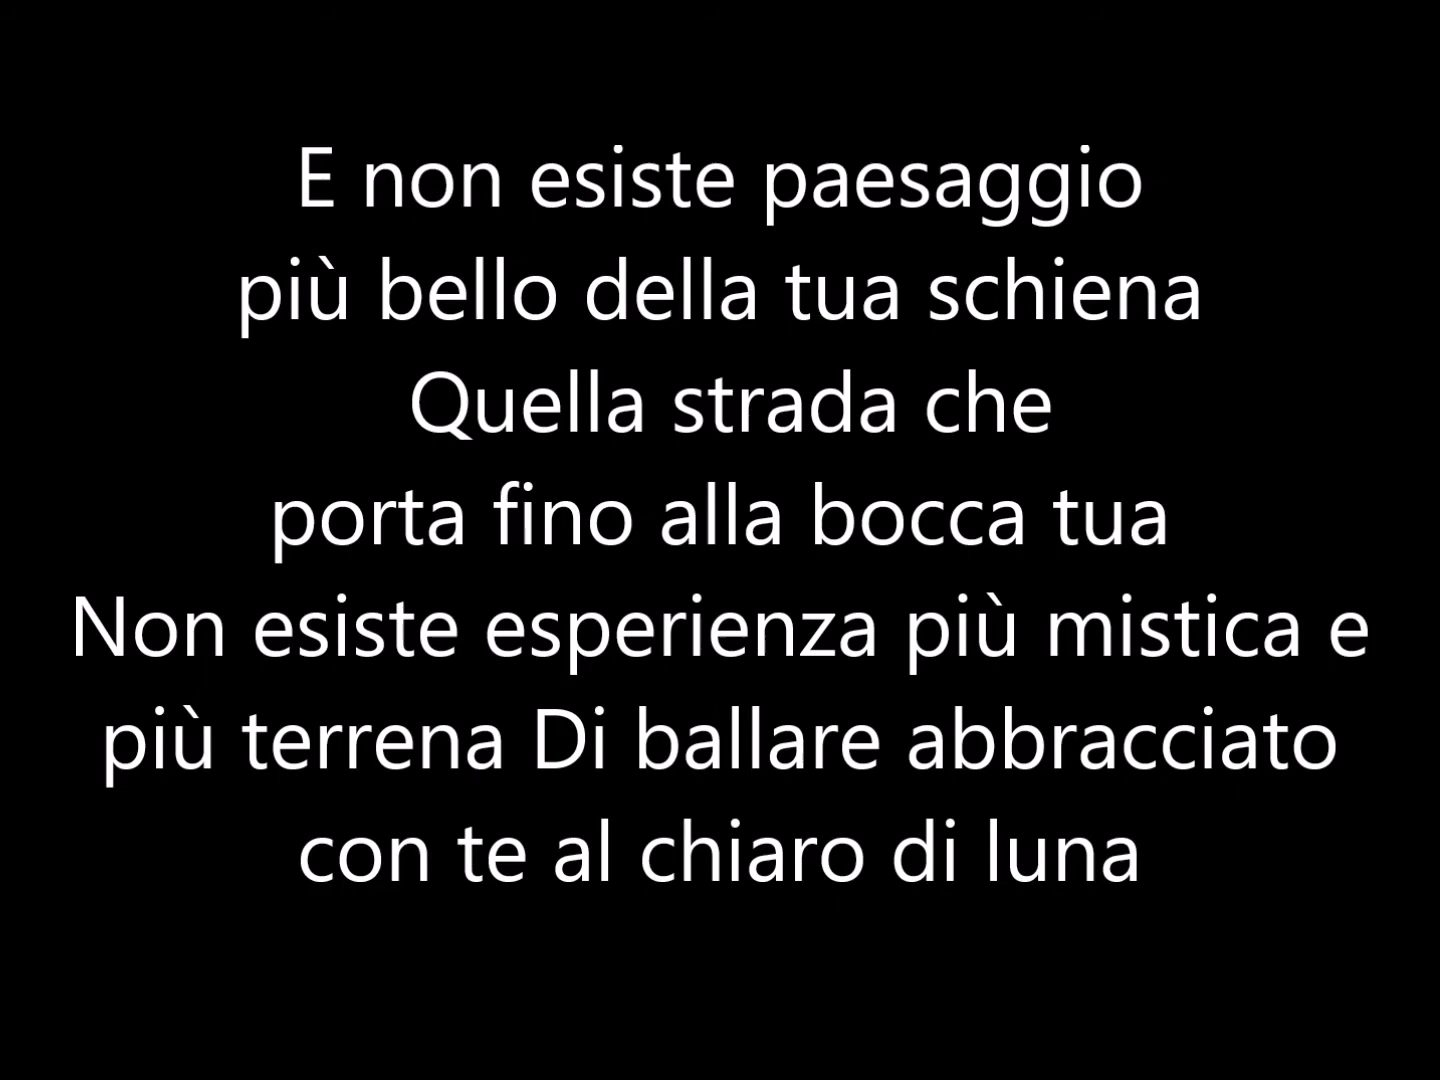 E non esiste paesaggio
più bello della tua schiena
Quella strada che
porta fino alla bocca tua
Non esiste esperienza più mistica e
più terrena Di ballare abbracciato
con te al chiaro di luna